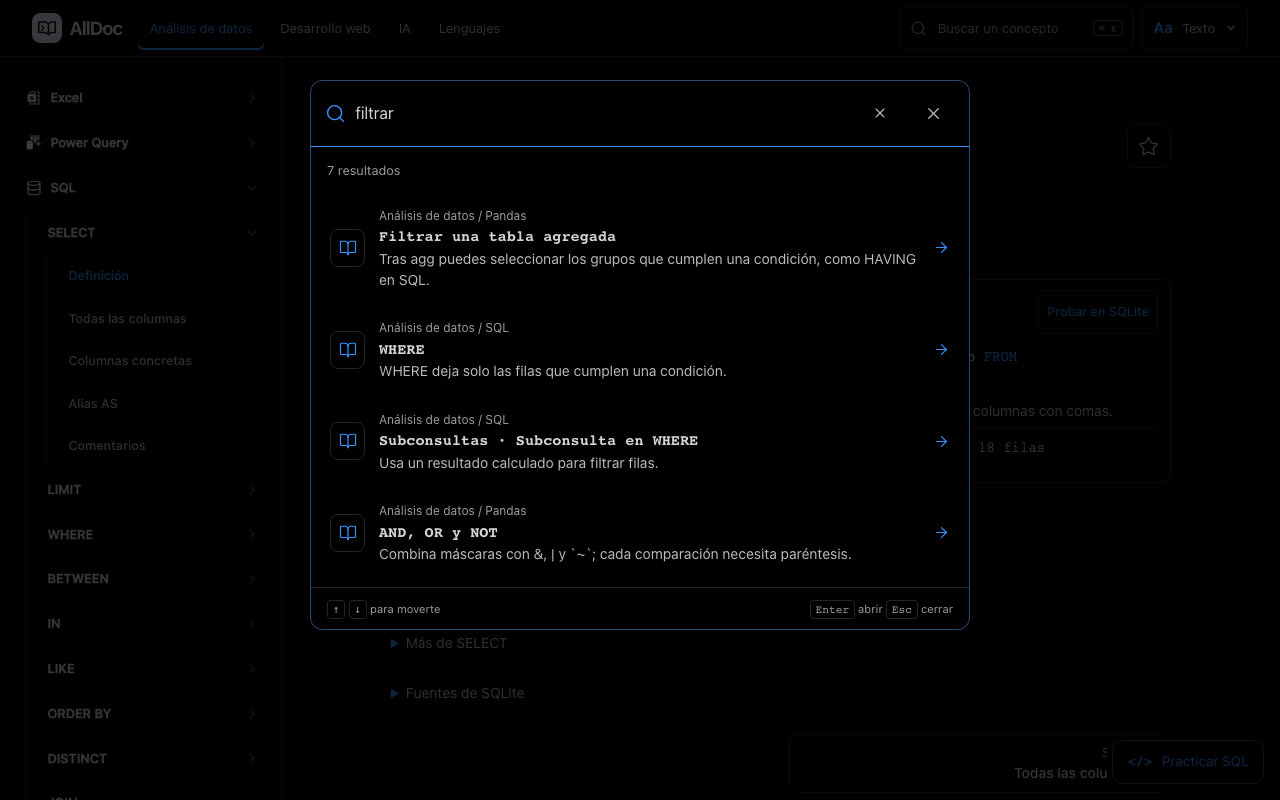 AllDoc
Análisis de datos
Desarrollo web
IA
Lenguajes
Buscar un concepto
⌘ K
Aa Texto
Excel
Power Query
SQL
SELECT
Definición
Todas las columnas
Columnas concretas
Alias AS
Comentarios
LIMIT
WHERE
BETWEEN
IN
LIKE
ORDER BY
DISTINCT
filtrar
7 resultados
Análisis de datos / Pandas
Filtrar una tabla agregada
Tras agg puedes seleccionar los grupos que cumplen una condición, como HAVING
en SQL.
Análisis de datos / SQL
WHERE
WHERE deja solo las filas que cumplen una condición.
Análisis de datos / SQL
Subconsultas · Subconsulta en WHERE
Usa un resultado calculado para filtrar filas.
Análisis de datos / Pandas
AND, OR y NOT
Combina máscaras con &, | y `~`; cada comparación necesita paréntesis.
↑ ↓ para moverte
Enter abrir Esc cerrar
Probar en SQLite
FROM
columnas con comas.
18 filas
Más de SELECT
Fuentes de SQLite
Todas las colu
</> Practicar SQL